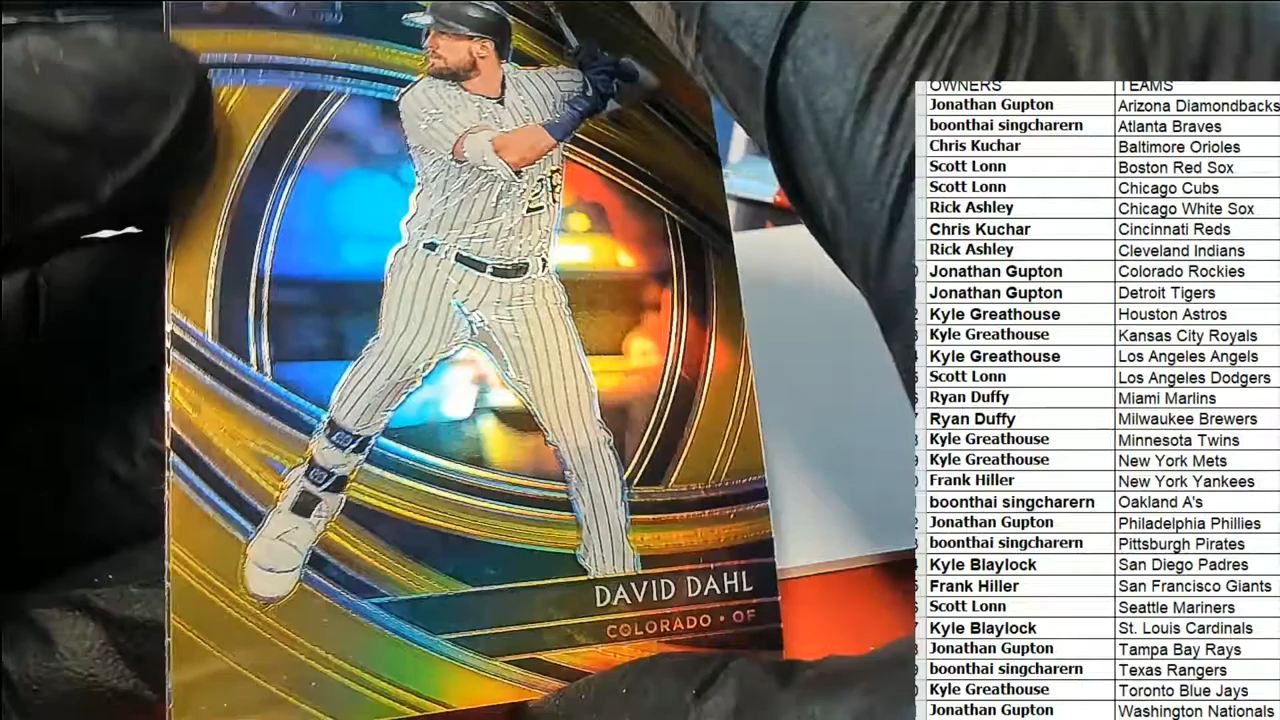 DAVID DAHL
COLORADO • OF
OWNERS TEAMS
Jonathan Gupton Arizona Diamondbacks
boonthai singcharern Atlanta Braves
Chris Kuchar Baltimore Orioles
Scott Lonn Boston Red Sox
Scott Lonn Chicago Cubs
Rick Ashley Chicago White Sox
Chris Kuchar Cincinnati Reds
Rick Ashley Cleveland Indians
Jonathan Gupton Colorado Rockies
Jonathan Gupton Detroit Tigers
Kyle Greathouse Houston Astros
Kyle Greathouse Kansas City Royals
Kyle Greathouse Los Angeles Angels
Scott Lonn Los Angeles Dodgers
Ryan Duffy Miami Marlins
Ryan Duffy Milwaukee Brewers
Kyle Greathouse Minnesota Twins
Kyle Greathouse New York Mets
Frank Hiller New York Yankees
boonthai singcharern Oakland A's
Jonathan Gupton Philadelphia Phillies
boonthai singcharern Pittsburgh Pirates
Kyle Blaylock San Diego Padres
Frank Hiller San Francisco Giants
Scott Lonn Seattle Mariners
Kyle Blaylock St. Louis Cardinals
Jonathan Gupton Tampa Bay Rays
boonthai singcharern Texas Rangers
Kyle Greathouse Toronto Blue Jays
Jonathan Gupton Washington Nationals